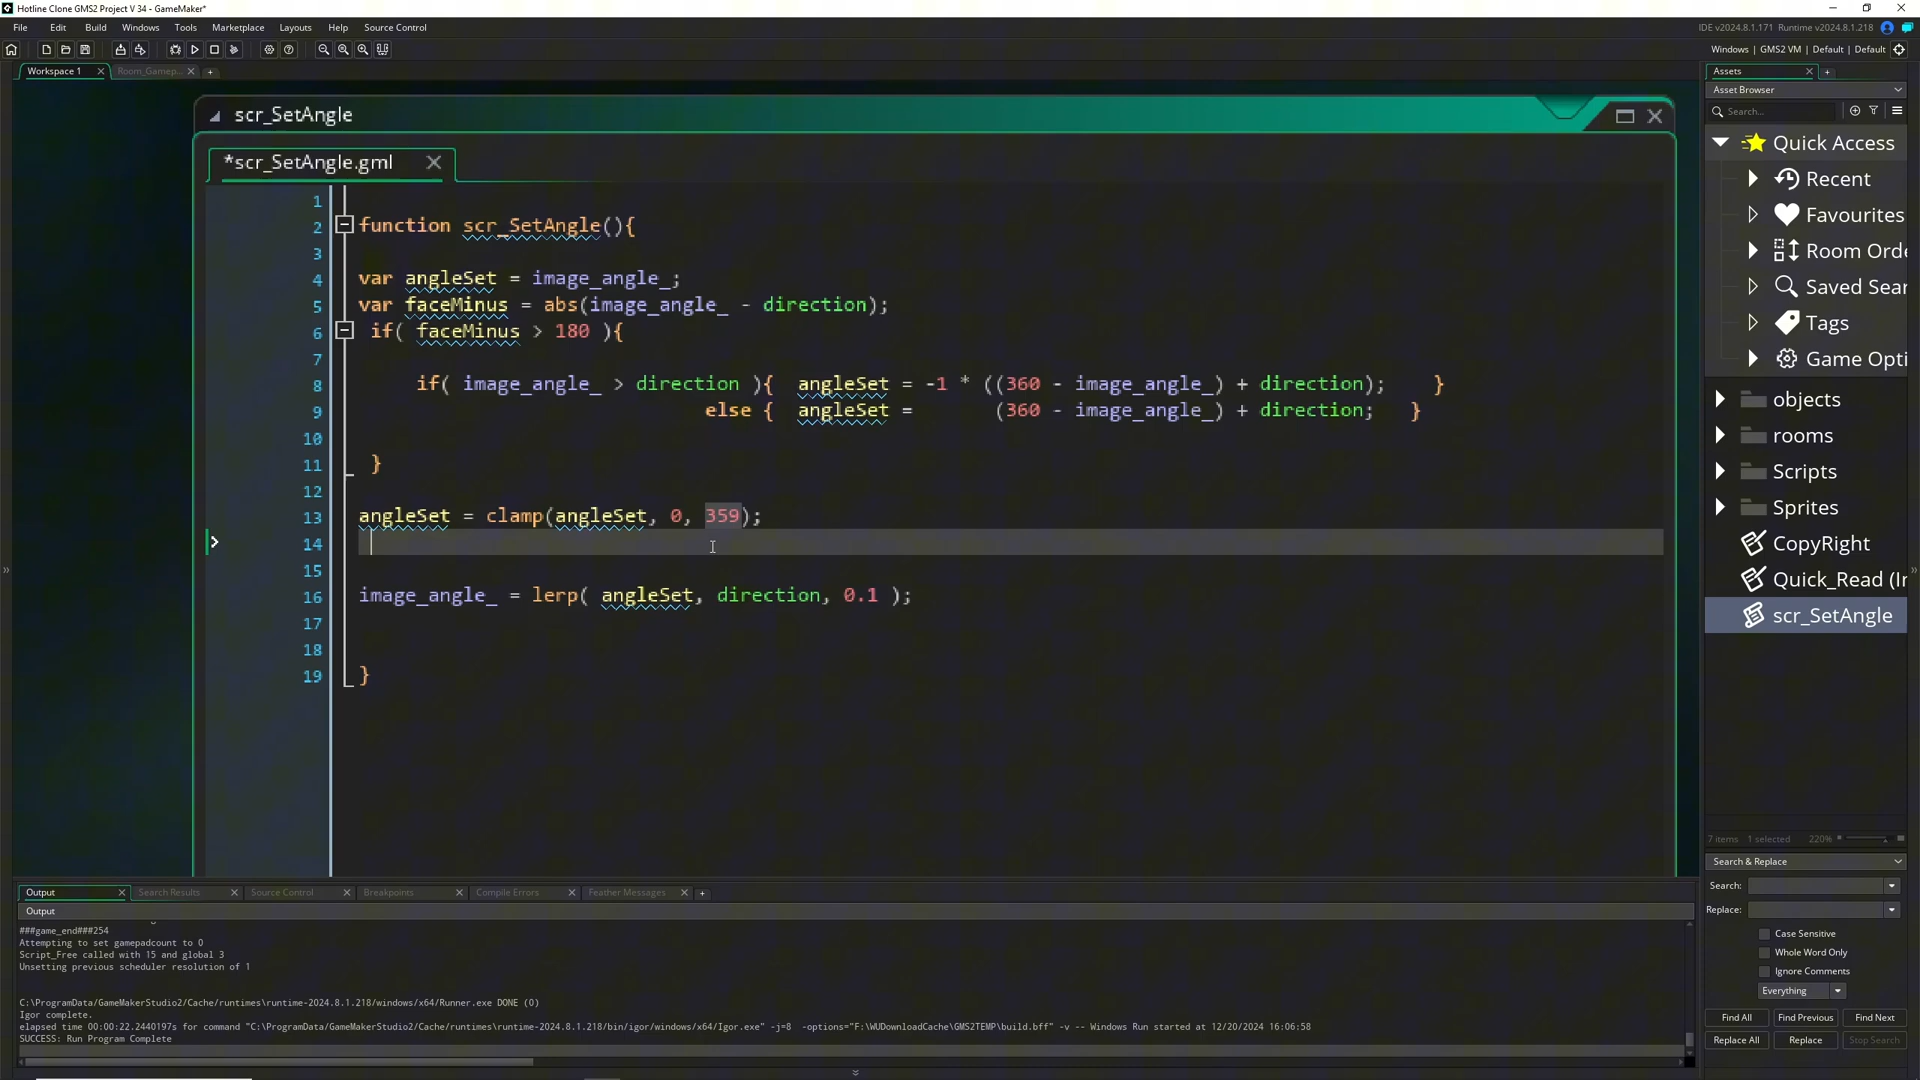 Hotline Clone GMS2 Project V 34 - GameMaker*
File Edit Build Windows Tools Marketplace Layouts Help Source Control
IDE v2024.8.1.171 Runtime v2024.8.1.218
Windows | GMS2 VM | Default | Default
Workspace 1
Room_Gamep...
Assets
Asset Browser
Search...
scr_SetAngle
*scr_SetAngle.gml
1
2 function scr_SetAngle(){
3
4 var angleSet = image_angle_;
5 var faceMinus = abs(image_angle_ - direction);
6 if( faceMinus > 180 ){
7
8 if( image_angle_ > direction ){ angleSet = -1 * ((360 - image_angle_) + direction); }
9 else { angleSet = (360 - image_angle_) + direction; }
10
11 }
12
13 angleSet = clamp(angleSet, 0, 359);
14
15
16 image_angle_ = lerp( angleSet, direction, 0.1 );
17
18
19 }
Quick Access
Recent
Favourites
Room Orde
Saved Sear
Tags
Game Opti
objects
rooms
Scripts
Sprites
CopyRight
Quick_Read (Ir
scr_SetAngle
7 items 1 selected 220%
Search & Replace
Search:
Replace:
Case Sensitive
Whole Word Only
Ignore Comments
Everything
Find All Find Previous Find Next
Replace All Replace Stop Search
Output Search Results Source Control Breakpoints Compile Errors Feather Messages
Output
###game_end###254
Attempting to set gamepadcount to 0
Script_Free called with 15 and global 3
Unsetting previous scheduler resolution of 1
C:\ProgramData/GameMakerStudio2/Cache/runtimes\runtime-2024.8.1.218/windows/x64/Runner.exe DONE (0)
Igor complete.
elapsed time 00:00:22.2440197s for command "C:\ProgramData/GameMakerStudio2/Cache/runtimes\runtime-2024.8.1.218/bin/igor/windows/x64/Igor.exe" -j=8 -options="F:\WUDownloadCache\GMS2TEMP\build.bff" -v -- Windows Run started at 12/20/2024 16:06:58
SUCCESS: Run Program Complete